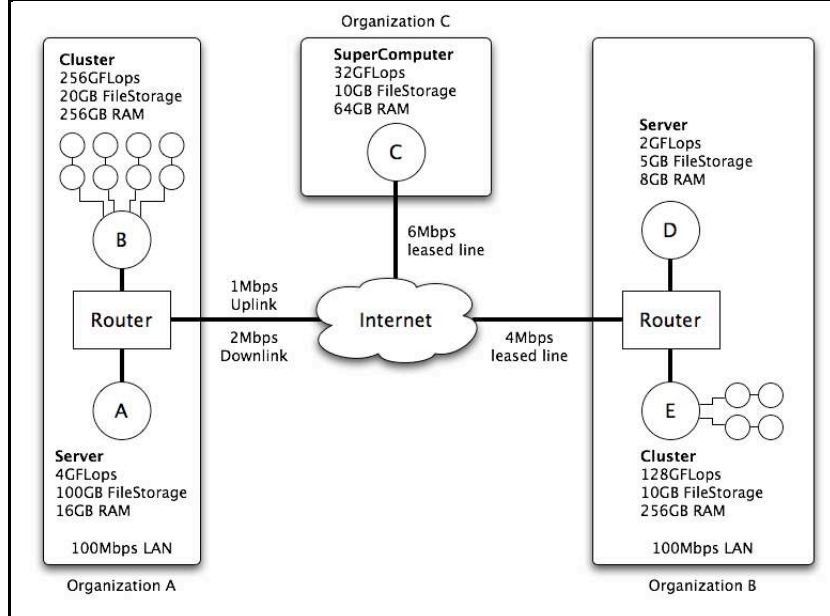 Organization C
Cluster
256GFLops
20GB FileStorage
256GB RAM
B
Router
A
Server
4GFLops
100GB FileStorage
16GB RAM
100Mbps LAN
Organization A
1Mbps
Uplink
2Mbps
Downlink
SuperComputer
32GFLops
10GB FileStorage
64GB RAM
C
6Mbps
leased line
Internet
4Mbps
leased line
Server
2GFLops
5GB FileStorage
8GB RAM
D
Router
E
Cluster
128GFLops
10GB FileStorage
256GB RAM
100Mbps LAN
Organization B